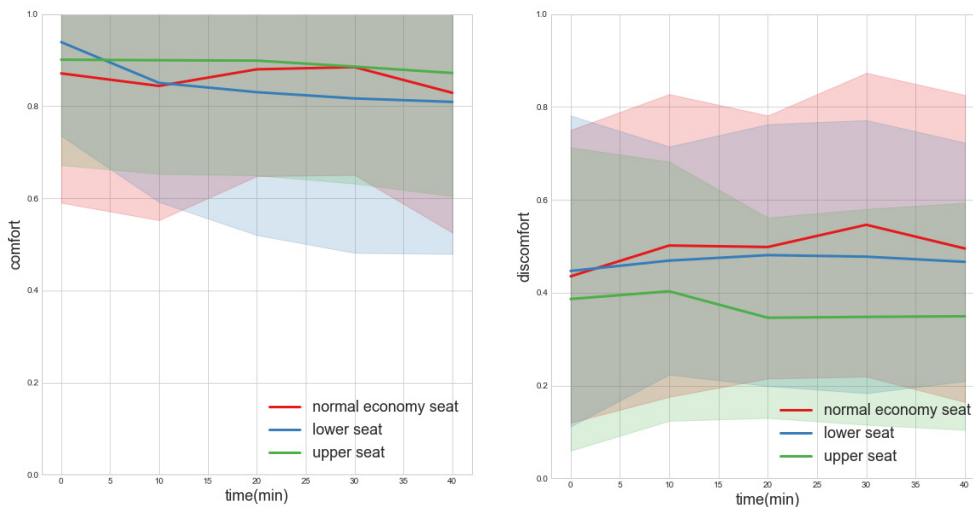 1.0
0.8
0.6
0.4
0.2
0.0
comfort
0 5 10 15 20 25 30 35 40
time(min)
normal economy seat
lower seat
upper seat
1.0
0.8
0.6
0.4
0.2
0.0
discomfort
0 5 10 15 20 25 30 35 40
time(min)
normal economy seat
lower seat
upper seat